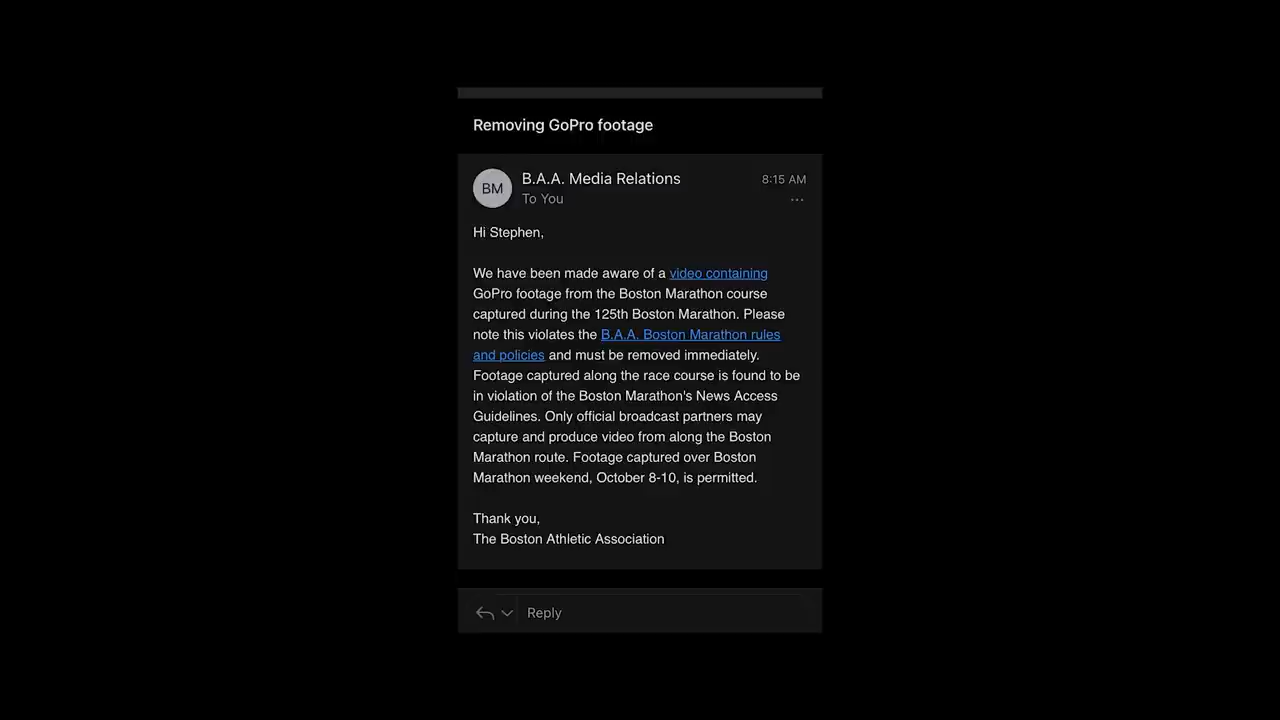 Removing GoPro footage
BM
B.A.A. Media Relations
8:15 AM
To You
...
Hi Stephen,
We have been made aware of a video containing
GoPro footage from the Boston Marathon course
captured during the 125th Boston Marathon. Please
note this violates the B.A.A. Boston Marathon rules
and policies and must be removed immediately.
Footage captured along the race course is found to be
in violation of the Boston Marathon's News Access
Guidelines. Only official broadcast partners may
capture and produce video from along the Boston
Marathon route. Footage captured over Boston
Marathon weekend, October 8-10, is permitted.
Thank you,
The Boston Athletic Association
Reply